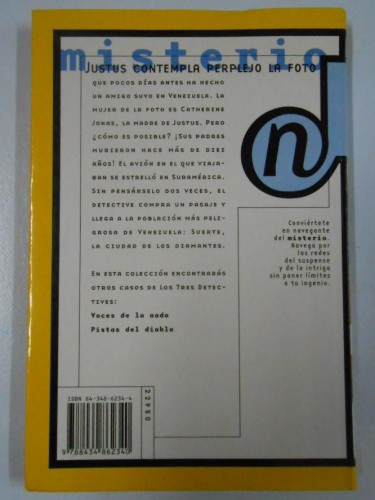 misterio
JUSTUS CONTEMPLA PERPLEJO LA FOTO
QUE POCOS DÍAS ANTES HA HECHO
UN AMIGO SUYO EN VENEZUELA. LA
MUJER DE LA FOTO ES CATHERINE
JONAS, LA MADRE DE JUSTUS. PERO
¿CÓMO ES POSIBLE? ¡SUS PADRES
MURIERON HACE MÁS DE DIEZ
AÑOS! EL AVIÓN EN EL QUE VIAJA-
BAN SE ESTRELLÓ EN SURAMÉRICA.
SIN PENSÁRSELO DOS VECES, EL
DETECTIVE COMPRA UN PASAJE Y
LLEGA A LA POBLACIÓN MÁS PELI-
GROSA DE VENEZUELA: SUERTE,
LA CIUDAD DE LOS DIAMANTES.
EN ESTA COLECCIÓN ENCONTRARÁS
OTROS CASOS DE LOS TRES DETEC-
TIVES:
Voces de la nada
Pistas del diablo
n
Conviértete
en navegante
del misterio.
Navega por
las redes
del suspense
y de la intriga
sin poner límites
a tu ingenio.
ISBN 84-348-6234-4
9 788434 862340
22950